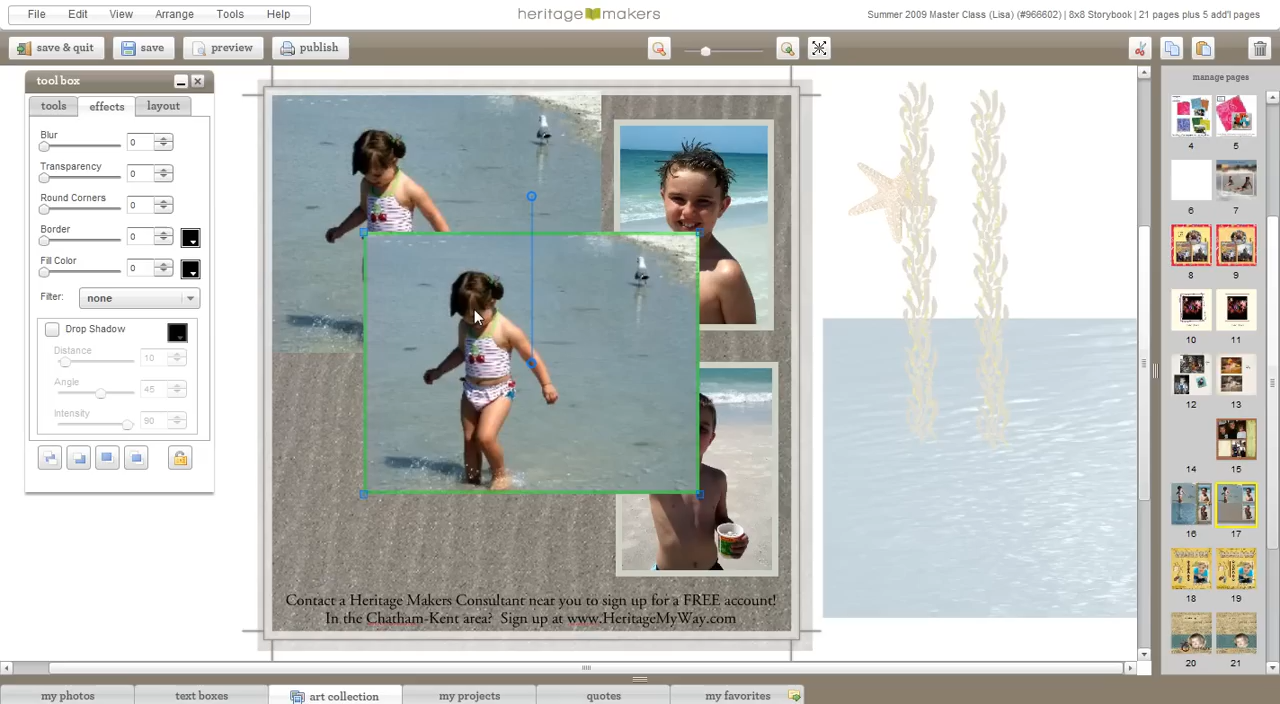 File Edit View Arrange Tools Help
heritage makers
Summer 2009 Master Class (Lisa) (#966602) | 8x8 Storybook | 21 pages plus 5 add'l pages
save & quit save preview publish
tool box
manage pages
tools effects layout
Blur 0
Transparency 0
Round Corners 0
Border 0
Fill Color 0
Filter: none
Drop Shadow
Distance 10
Angle 45
Intensity 90
4 5
6 7
8 9
10 11
12 13
14 15
16 17
18 19
20 21
Contact a Heritage Makers Consultant near you to sign up for a FREE account!
In the Chatham-Kent area? Sign up at www.HeritageMyWay.com
my photos text boxes art collection my projects quotes my favorites